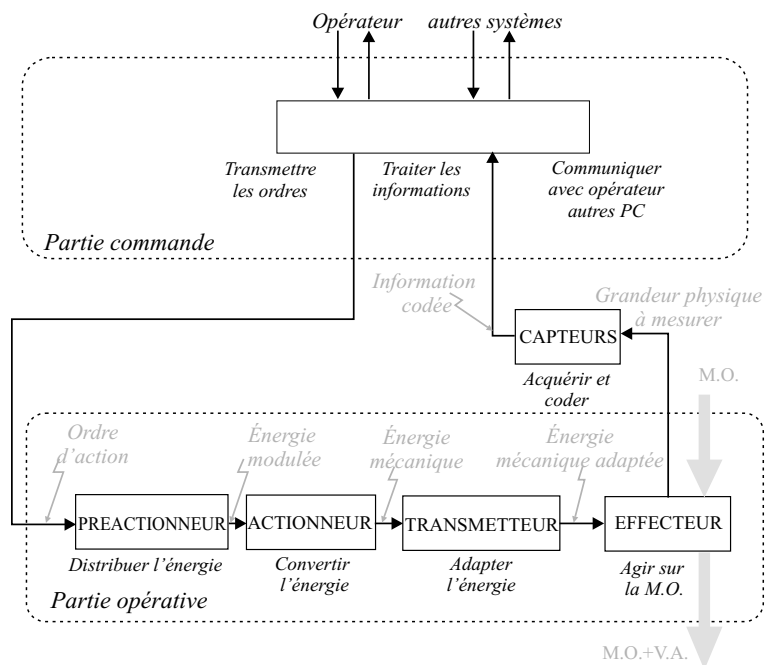 Opérateur
autres systèmes
Transmettre
les ordres
Traiter les
informations
Communiquer
avec opérateur
autres PC
Partie commande
Information
codée
Grandeur physique
à mesurer
CAPTEURS
Acquérir et
coder
M.O.
Ordre
d'action
Énergie
modulée
Énergie
mécanique
Énergie
mécanique adaptée
PREACTIONNEUR
ACTIONNEUR
TRANSMETTEUR
EFFECTEUR
Distribuer l'énergie
Convertir
l'énergie
Adapter
l'énergie
Agir sur
la M.O.
Partie opérative
M.O.+V.A.